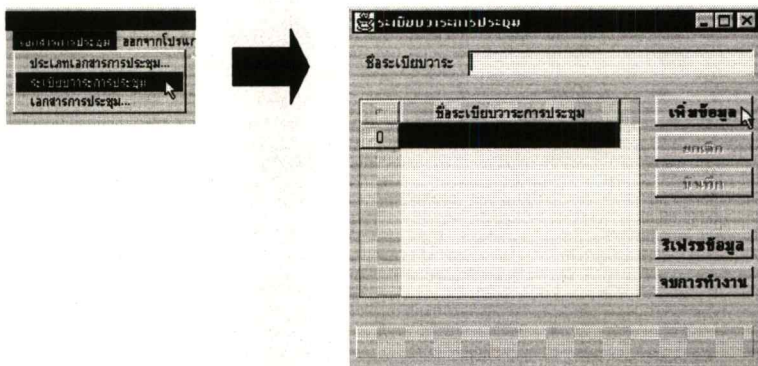 เอกสารการประชุม ออกจากโปรแก
ประเภทเอกสารการประชุม...
ระเบียบวาระการประชุม
เอกสารการประชุม...
ระเบียบวาระการประชุม
ชื่อระเบียบวาระ
ชื่อระเบียบวาระการประชุม
0
เพิ่มข้อมูล
ยกเลิก
บันทึก
รีเฟรชข้อมูล
จบการทำงาน